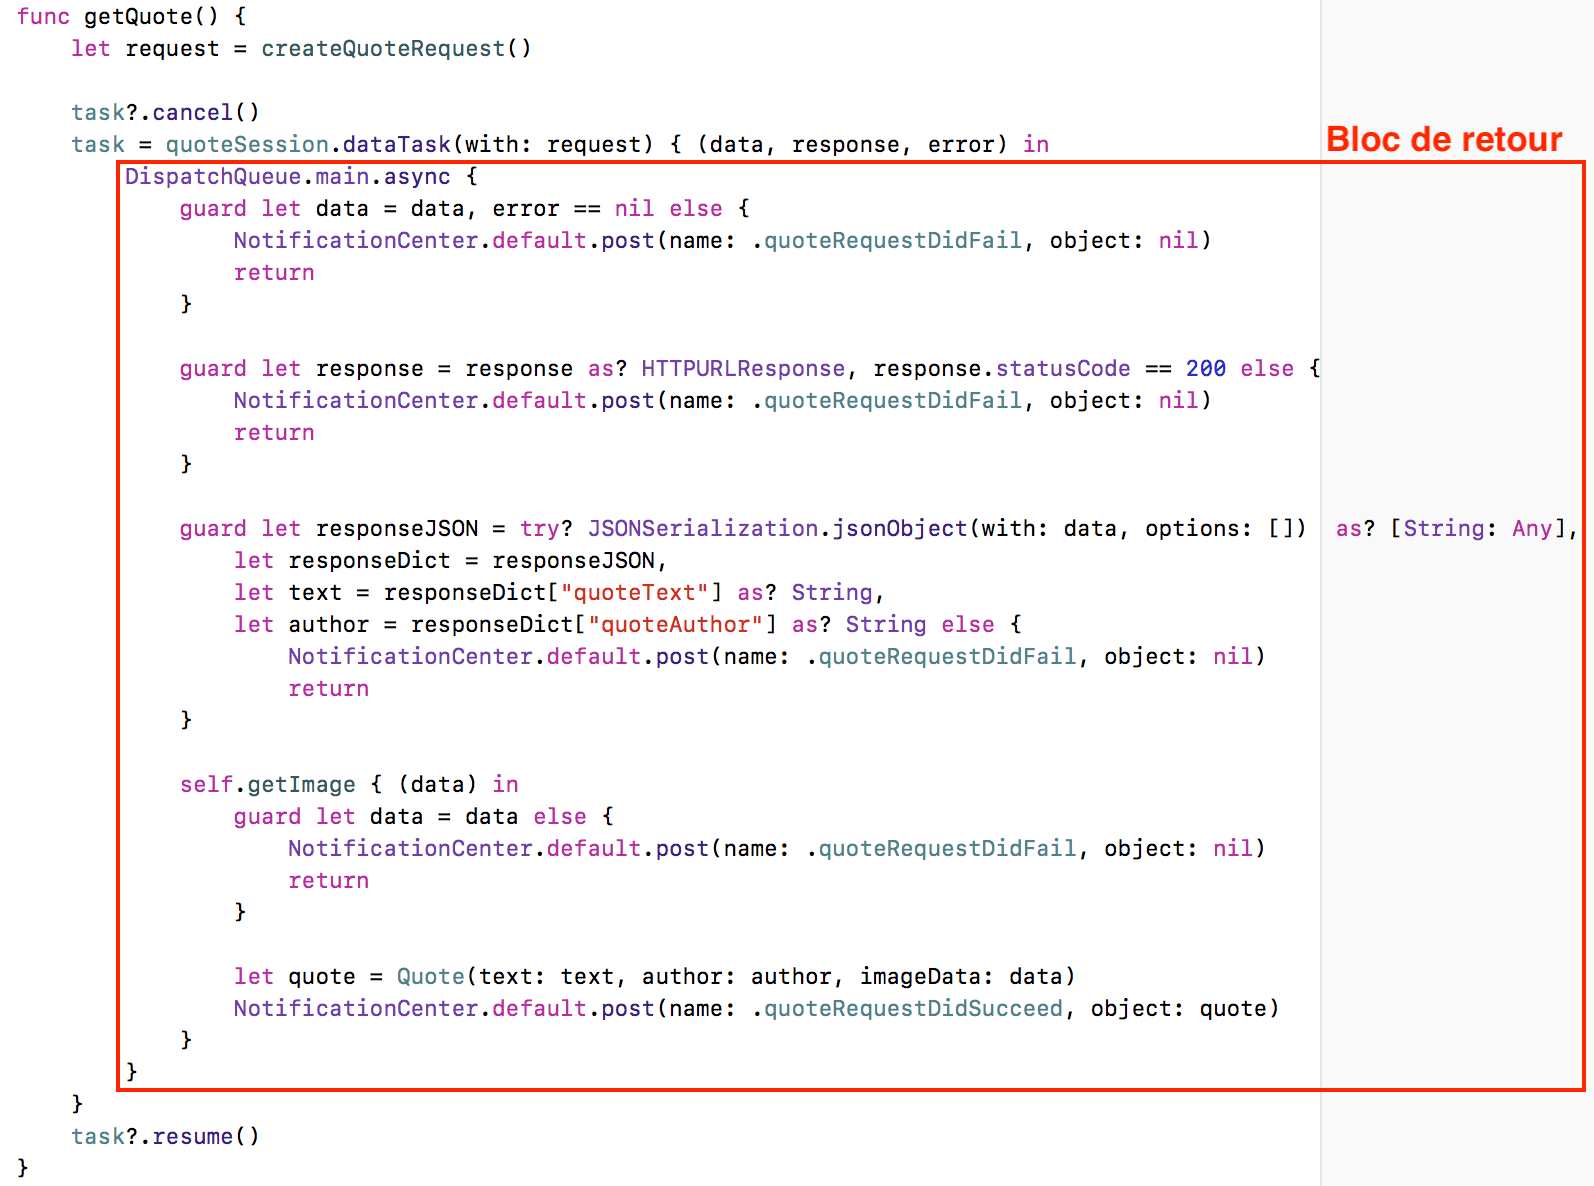 func getQuote() {
    let request = createQuoteRequest()

    task?.cancel()
    task = quoteSession.dataTask(with: request) { (data, response, error) in
Bloc de retour
        DispatchQueue.main.async {
            guard let data = data, error == nil else {
                NotificationCenter.default.post(name: .quoteRequestDidFail, object: nil)
                return
            }

            guard let response = response as? HTTPURLResponse, response.statusCode == 200 else {
                NotificationCenter.default.post(name: .quoteRequestDidFail, object: nil)
                return
            }

            guard let responseJSON = try? JSONSerialization.jsonObject(with: data, options: [])  as? [String: Any],
                let responseDict = responseJSON,
                let text = responseDict["quoteText"] as? String,
                let author = responseDict["quoteAuthor"] as? String else {
                    NotificationCenter.default.post(name: .quoteRequestDidFail, object: nil)
                    return
            }

            self.getImage { (data) in
                guard let data = data else {
                    NotificationCenter.default.post(name: .quoteRequestDidFail, object: nil)
                    return
                }

                let quote = Quote(text: text, author: author, imageData: data)
                NotificationCenter.default.post(name: .quoteRequestDidSucceed, object: quote)
            }
        }
    }
    task?.resume()
}